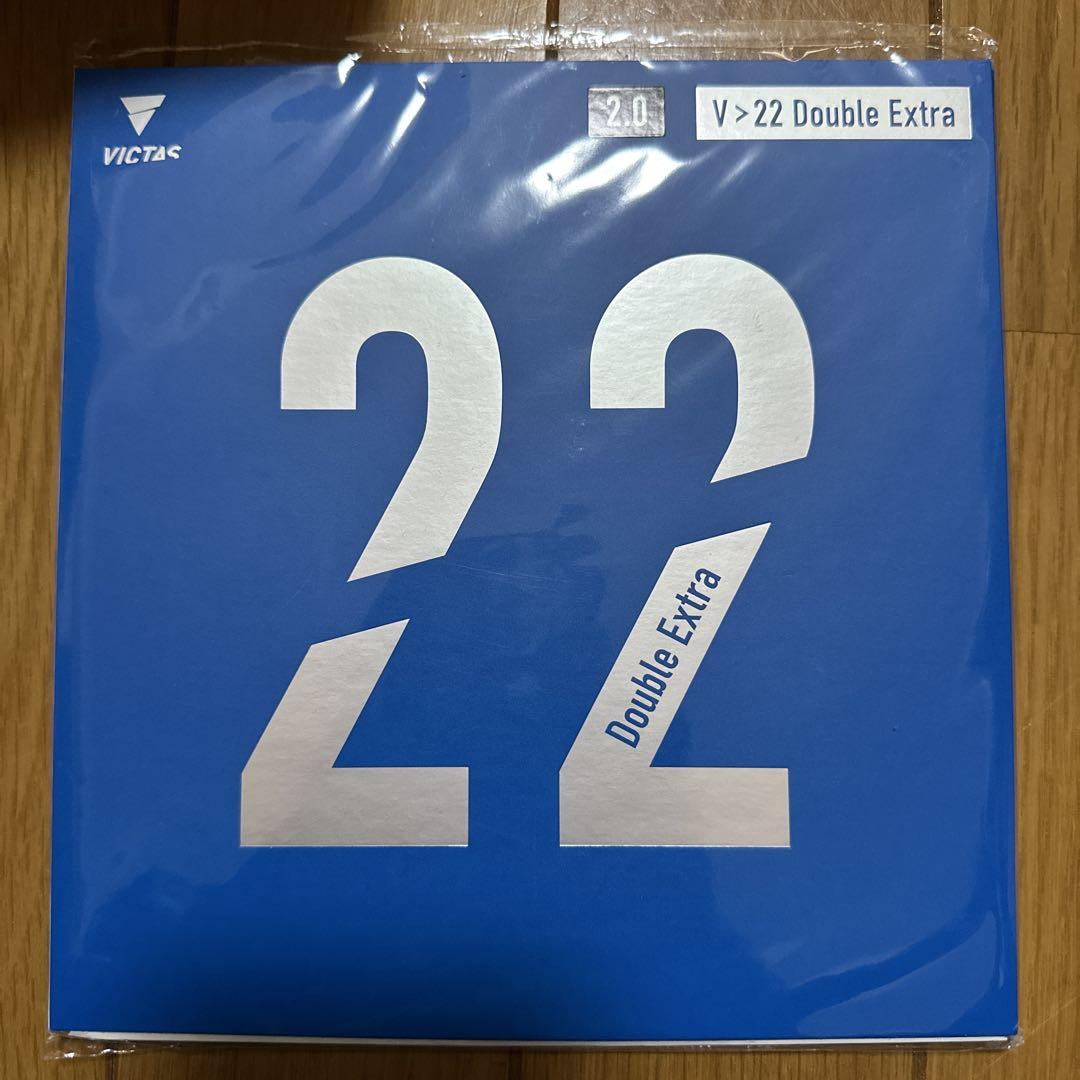 VICTAS
2.0
V>22 Double Extra
22
Double Extra